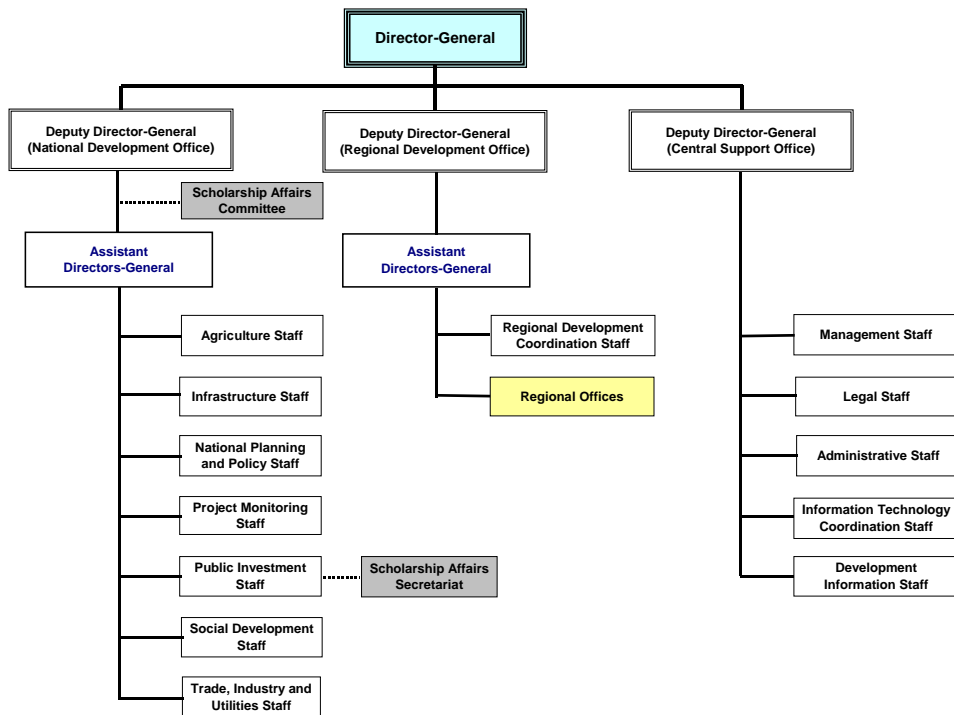 Director-General
Deputy Director-General
(National Development Office)
Deputy Director-General
(Regional Development Office)
Deputy Director-General
(Central Support Office)
Scholarship Affairs
Committee
Assistant
Directors-General
Assistant
Directors-General
Agriculture Staff
Infrastructure Staff
National Planning
and Policy Staff
Project Monitoring
Staff
Public Investment
Staff
Scholarship Affairs
Secretariat
Social Development
Staff
Trade, Industry and
Utilities Staff
Regional Development
Coordination Staff
Regional Offices
Management Staff
Legal Staff
Administrative Staff
Information Technology
Coordination Staff
Development
Information Staff